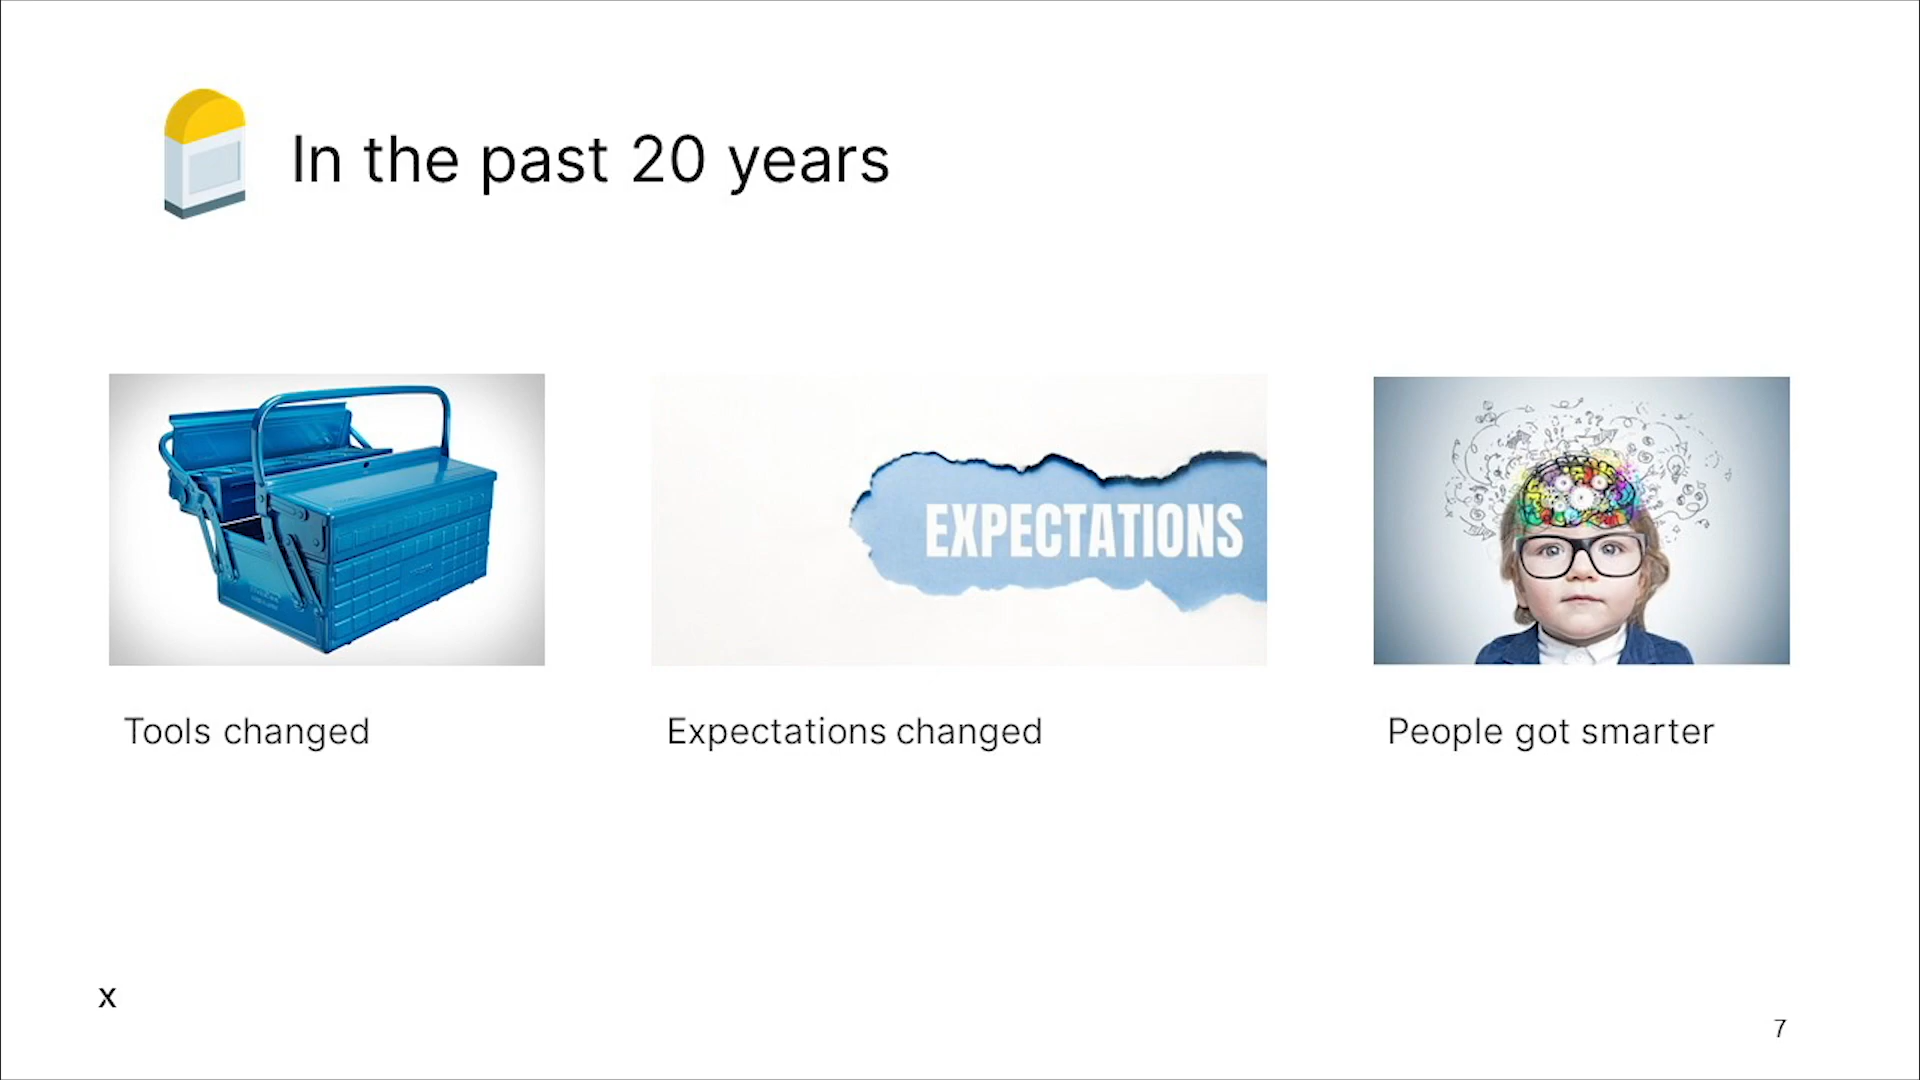 In the past 20 years
EXPECTATIONS
Tools changed
Expectations changed
People got smarter
x
7